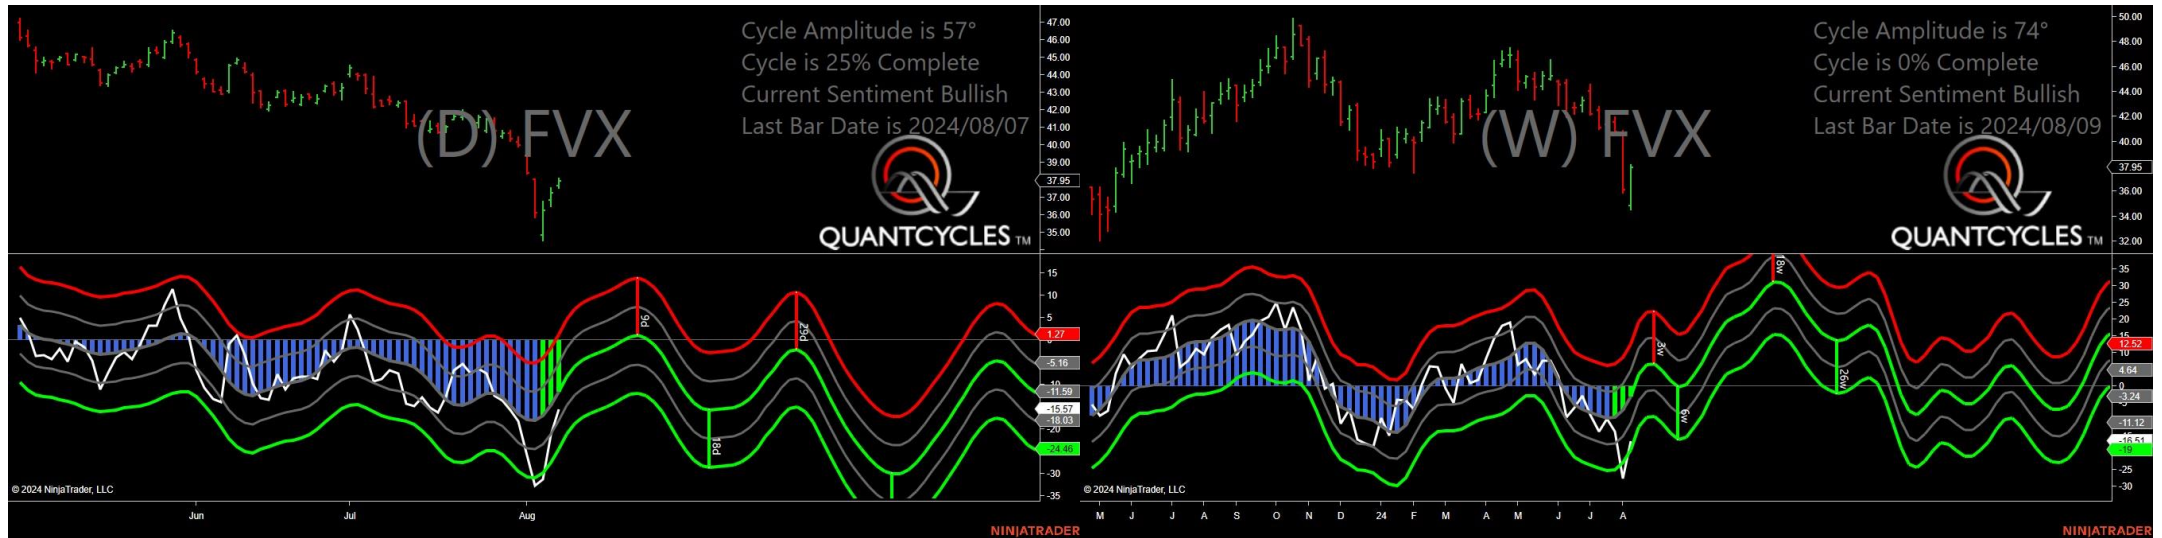 Cycle Amplitude is 57°
Cycle is 25% Complete
Current Sentiment Bullish
Last Bar Date is 2024/08/07
(D) FVX
QUANTCYCLES TM
47.00
46.00
45.00
44.00
43.00
42.00
41.00
40.00
39.00
37.95
37.00
36.00
35.00
9d
18d
29d
15
10
5
1.27
-5.16
-10
-11.59
-15.57
-18.03
-20
-24.46
-30
-35
© 2024 NinjaTrader, LLC
Jun
Jul
Aug
NINJATRADER
Cycle Amplitude is 74°
Cycle is 0% Complete
Current Sentiment Bullish
Last Bar Date is 2024/08/09
(W) FVX
QUANTCYCLES TM
50.00
48.00
46.00
44.00
42.00
40.00
37.95
36.00
34.00
32.00
3w
6w
18w
26w
35
30
25
20
15
12.52
10
4.64
0
-3.24
-11.12
-16.51
-19
-25
-30
© 2024 NinjaTrader, LLC
M
J
J
A
S
O
N
D
24
F
M
A
M
J
J
A
NINJATRADER